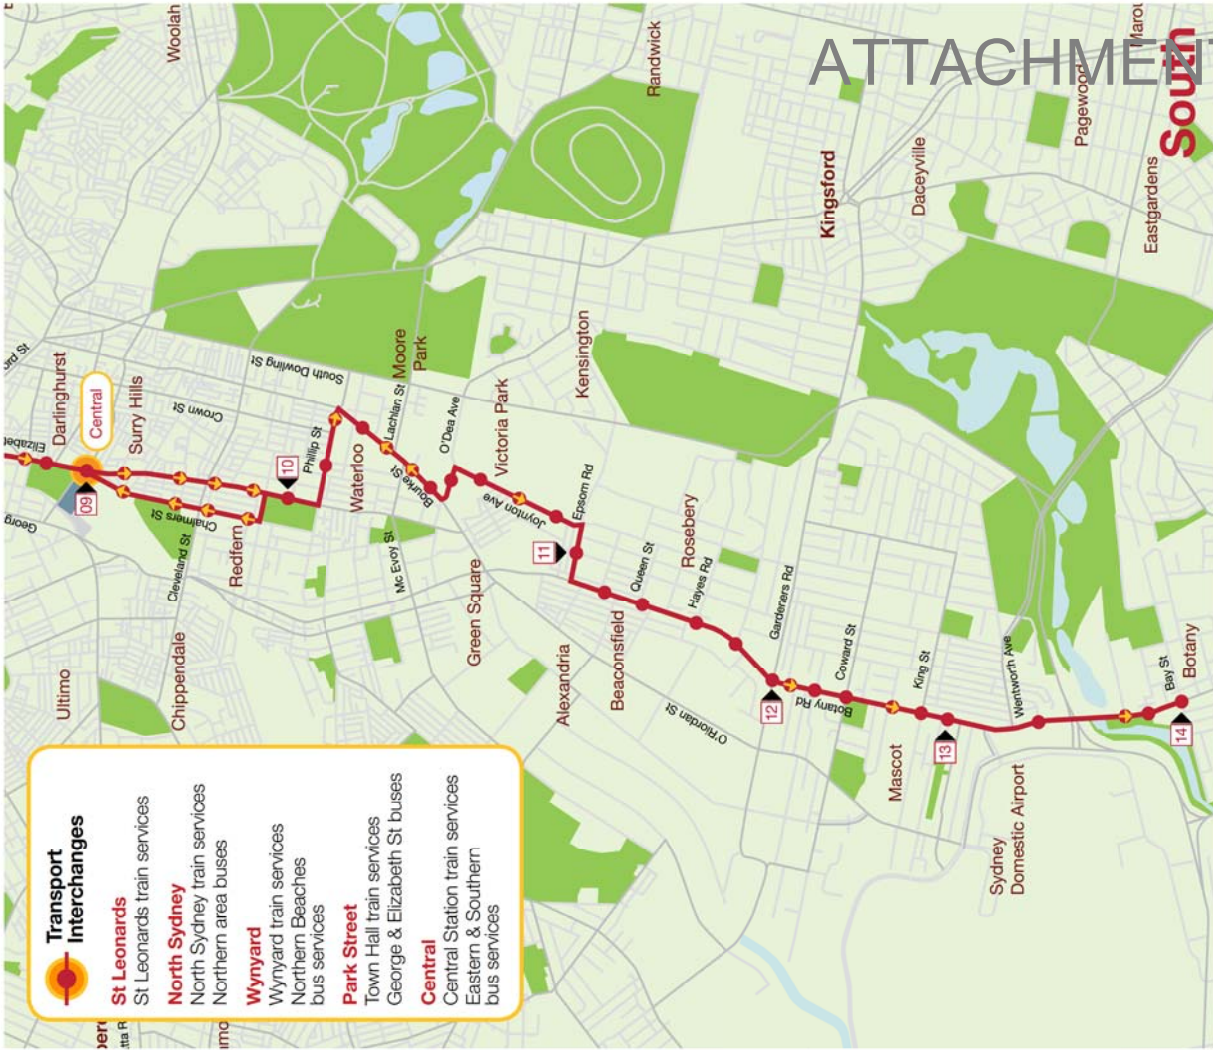 ATTACHMENT
South
Transport
Interchanges
St Leonards
St Leonards train services
North Sydney
North Sydney train services
Northern area buses
Wynyard
Wynyard train services
Northern Beaches
bus services
Park Street
Town Hall train services
George & Elizabeth St buses
Central
Central Station train services
Eastern & Southern
bus services
Woolah
Randwick
Marou
Pagewood
Kingsford
Daceyville
Eastgardens
ord St
Darlinghurst
Central
Elizabet
Surry Hills
Crown St
South Dowling St
Moore
Park
Kensington
09
10
Phillip St
Waterloo
Lachlan St
Bourke St
O'Dea Ave
Victoria Park
Georg
Chalmers St
Cleveland St
Redfern
Mc Evoy St
Joynton Ave
Epsom Rd
11
Green Square
Queen St
Rosebery
Hayes Rd
Gardeners Rd
Ultimo
Chippendale
Alexandria
Beaconsfield
O'Riordan St
12
Botany Rd
Coward St
King St
Mascot
13
Wentworth Ave
Sydney
Domestic Airport
Bay St
Botany
14